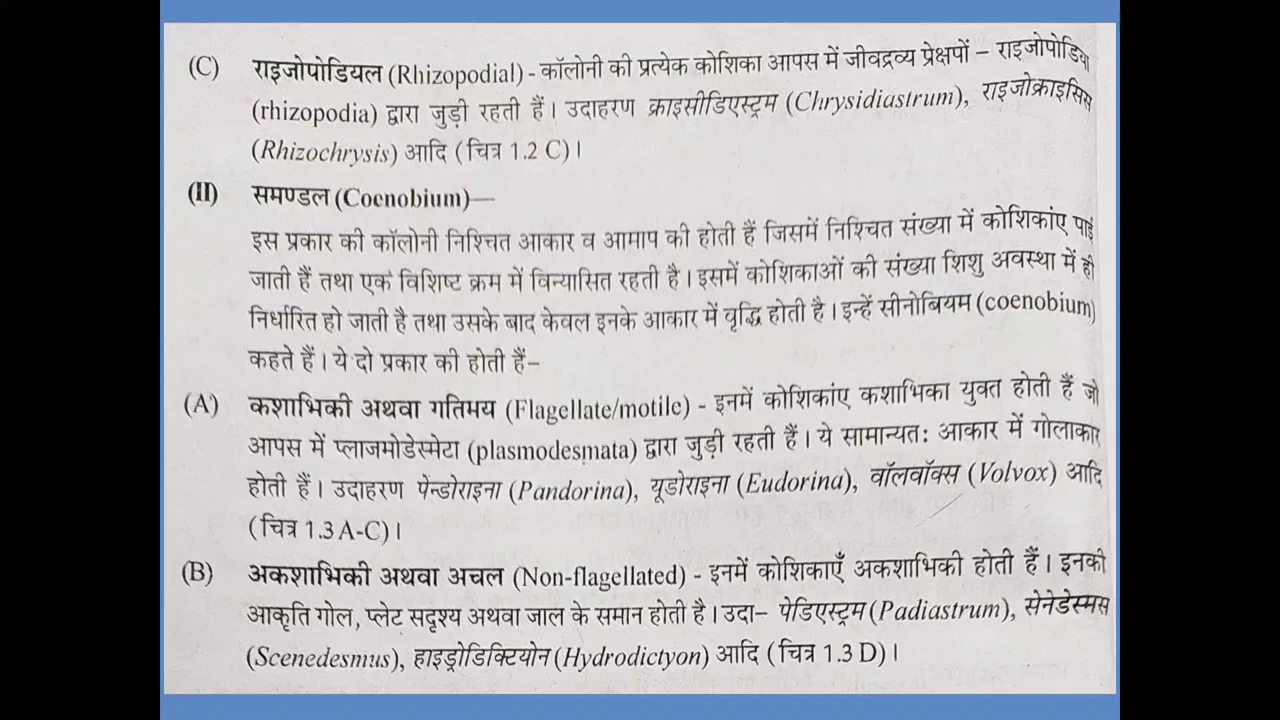 (C) राइजोपोडियल (Rhizopodial) - कॉलोनी की प्रत्येक कोशिका आपस में जीवद्रव्य प्रेक्षपों – राइजोपोडिया
(rhizopodia) द्वारा जुड़ी रहती हैं। उदाहरण क्राइसीडिएस्ट्रम (Chrysidiastrum), राइजोक्राइसिस
(Rhizochrysis) आदि (चित्र 1.2 C)।
(II) समण्डल (Coenobium)—
इस प्रकार की कॉलोनी निश्चित आकार व आमाप की होती हैं जिसमें निश्चित संख्या में कोशिकांए पाई
जाती हैं तथा एक विशिष्ट क्रम में विन्यासित रहती है। इसमें कोशिकाओं की संख्या शिशु अवस्था में ही
निर्धारित हो जाती है तथा उसके बाद केवल इनके आकार में वृद्धि होती है। इन्हें सीनोबियम (coenobium)
कहते हैं। ये दो प्रकार की होती हैं–
(A) कशाभिकी अथवा गतिमय (Flagellate/motile) - इनमें कोशिकांए कशाभिका युक्त होती हैं जो
आपस में प्लाजमोडेस्मेटा (plasmodesmata) द्वारा जुड़ी रहती हैं। ये सामान्यत: आकार में गोलाकार
होती हैं। उदाहरण पेन्डोराइना (Pandorina), यूडोराइना (Eudorina), वॉलवॉक्स (Volvox) आदि
(चित्र 1.3 A-C)।
(B) अकशाभिकी अथवा अचल (Non-flagellated) - इनमें कोशिकाएँ अकशाभिकी होती हैं। इनकी
आकृति गोल, प्लेट सदृश्य अथवा जाल के समान होती है। उदा– पेडिएस्ट्रम (Padiastrum), सेनेडेस्मस
(Scenedesmus), हाइड्रोडिक्टियोन (Hydrodictyon) आदि (चित्र 1.3 D)।